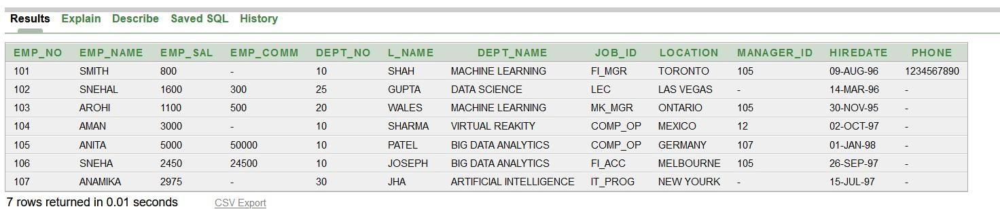 Results Explain Describe Saved SQL History
EMP_NO EMP_NAME EMP_SAL EMP_COMM DEPT_NO L_NAME DEPT_NAME JOB_ID LOCATION MANAGER_ID HIREDATE PHONE
101 SMITH 800 - 10 SHAH MACHINE LEARNING FI_MGR TORONTO 105 09-AUG-96 1234567890
102 SNEHAL 1600 300 25 GUPTA DATA SCIENCE LEC LAS VEGAS - 14-MAR-96 -
103 AROHI 1100 500 20 WALES MACHINE LEARNING MK_MGR ONTARIO 105 30-NOV-95 -
104 AMAN 3000 - 10 SHARMA VIRTUAL REAKITY COMP_OP MEXICO 12 02-OCT-97 -
105 ANITA 5000 50000 10 PATEL BIG DATA ANALYTICS COMP_OP GERMANY 107 01-JAN-98 -
106 SNEHA 2450 24500 10 JOSEPH BIG DATA ANALYTICS FI_ACC MELBOURNE 105 26-SEP-97 -
107 ANAMIKA 2975 - 30 JHA ARTIFICIAL INTELLIGENCE IT_PROG NEW YOURK - 15-JUL-97 -
7 rows returned in 0.01 seconds CSV Export